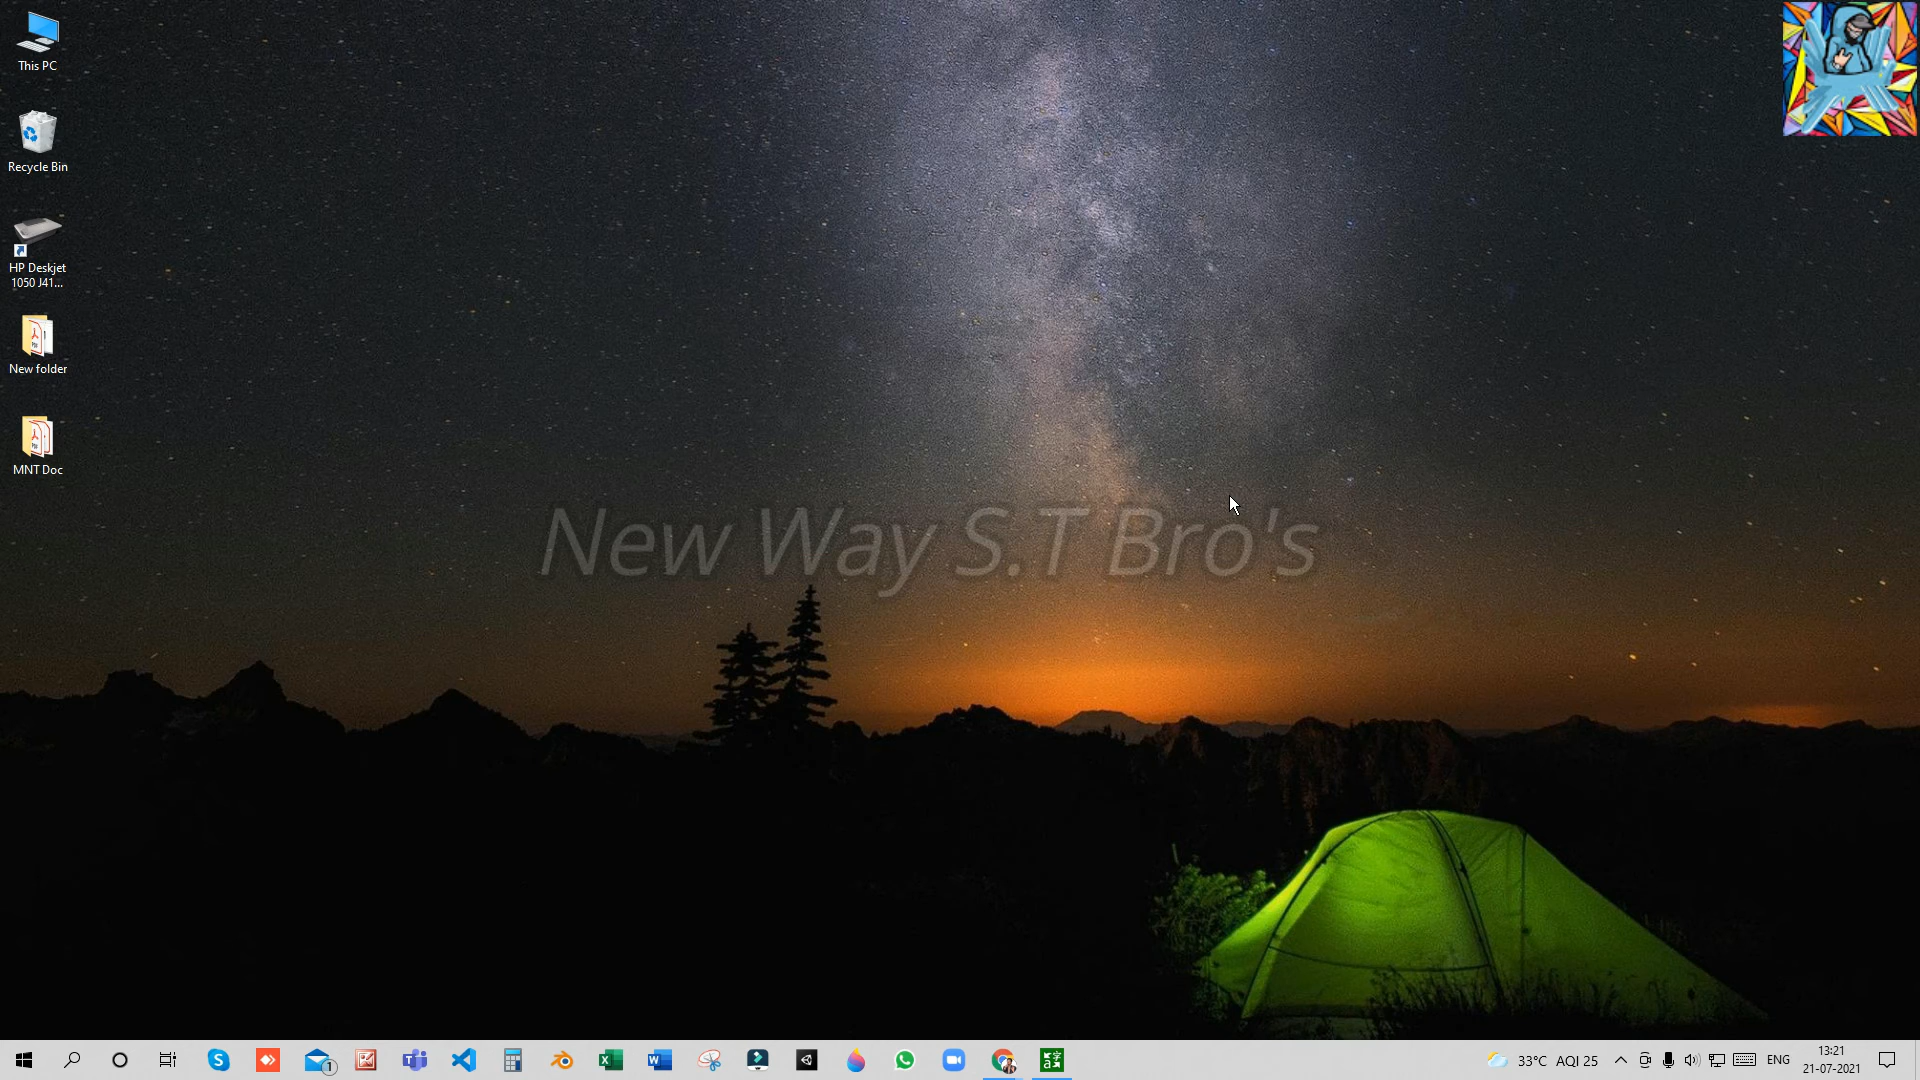 This PC
Recycle Bin
HP Deskjet
1050 J41...
New folder
MNT Doc
New Way S.T Bro's
1
33°C AQI 25
ENG
13:21
21-07-2021